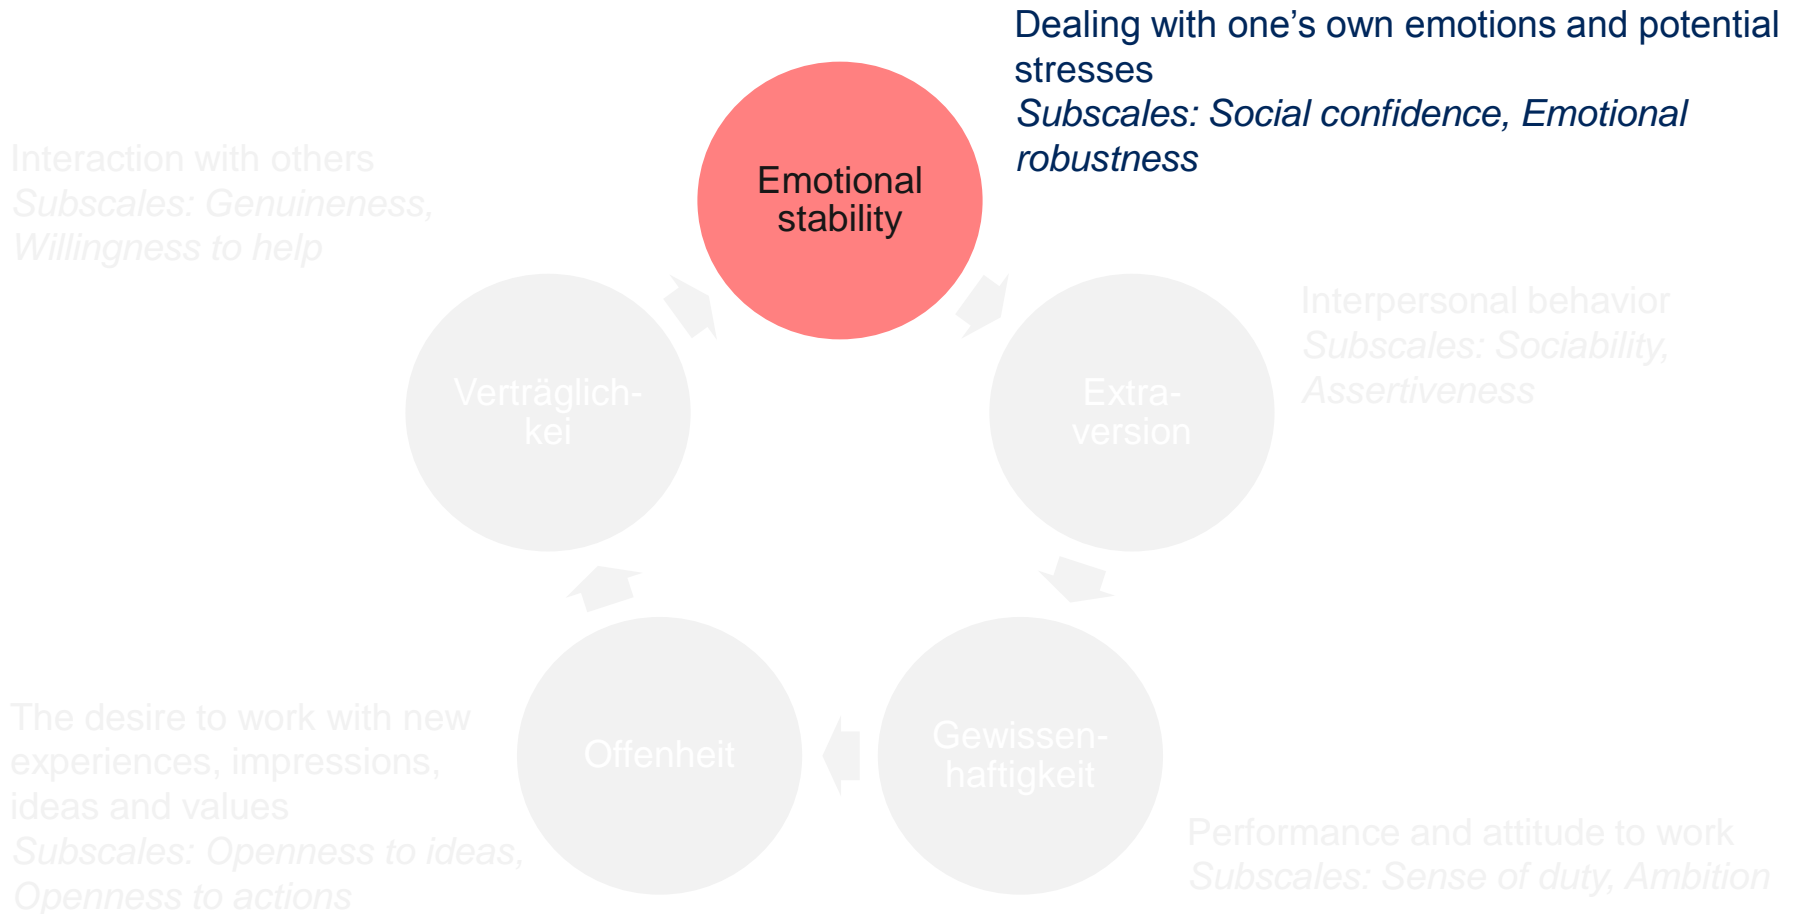 Dealing with one’s own emotions and potential
stresses
Subscales: Social confidence, Emotional
robustness
Emotional
stability
Interaction with others
Subscales: Genuineness,
Willingness to help
Interpersonal behavior
Subscales: Sociability,
Assertiveness
Verträglich-
kei
Extra-
version
The desire to work with new
experiences, impressions,
ideas and values
Subscales: Openness to ideas,
Openness to actions
Offenheit
Gewissen-
haftigkeit
Performance and attitude to work
Subscales: Sense of duty, Ambition